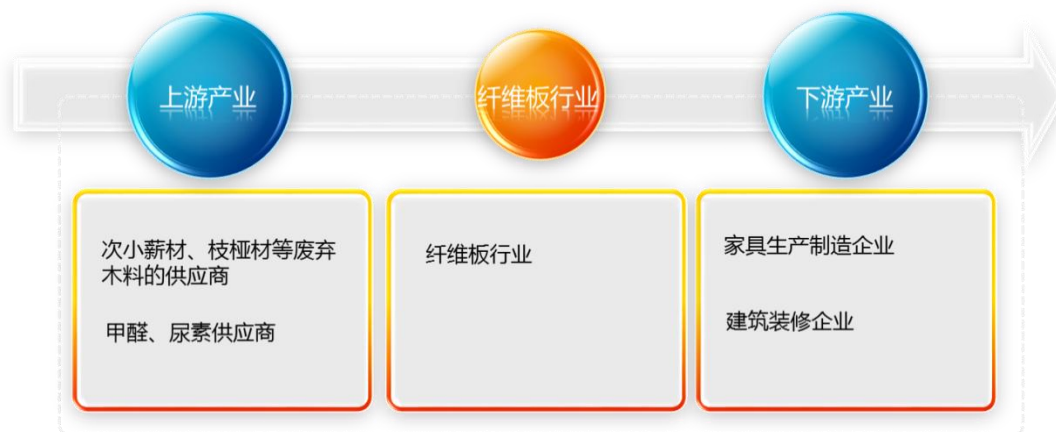 上游产业
纤维板行业
下游产业
次小薪材、枝桠材等废弃
木料的供应商
甲醛、尿素供应商
纤维板行业
家具生产制造企业
建筑装修企业